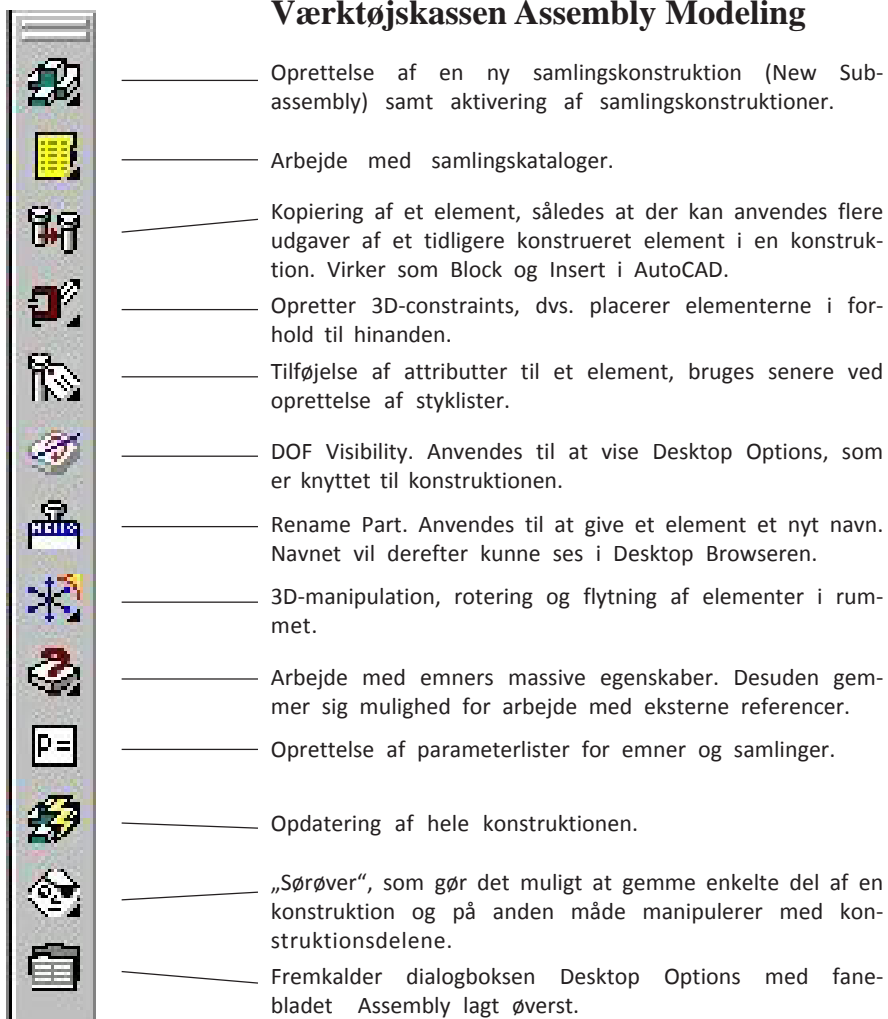 Værktøjskassen Assembly Modeling
Oprettelse af en ny samlingskonstruktion (New Sub-
assembly) samt aktivering af samlingskonstruktioner.
Arbejde med samlingskataloger.
Kopiering af et element, således at der kan anvendes flere
udgaver af et tidligere konstrueret element i en konstruk-
tion. Virker som Block og Insert i AutoCAD.
Opretter 3D-constraints, dvs. placerer elementerne i for-
hold til hinanden.
Tilføjelse af attributter til et element, bruges senere ved
oprettelse af styklister.
DOF Visibility. Anvendes til at vise Desktop Options, som
er knyttet til konstruktionen.
Rename Part. Anvendes til at give et element et nyt navn.
Navnet vil derefter kunne ses i Desktop Browseren.
3D-manipulation, rotering og flytning af elementer i rum-
met.
Arbejde med emners massive egenskaber. Desuden gem-
mer sig mulighed for arbejde med eksterne referencer.
P=
Oprettelse af parameterlister for emner og samlinger.
Opdatering af hele konstruktionen.
„Sørøver“, som gør det muligt at gemme enkelte del af en
konstruktion og på anden måde manipulerer med kon-
struktionsdelene.
Fremkalder dialogboksen Desktop Options med fane-
bladet Assembly lagt øverst.